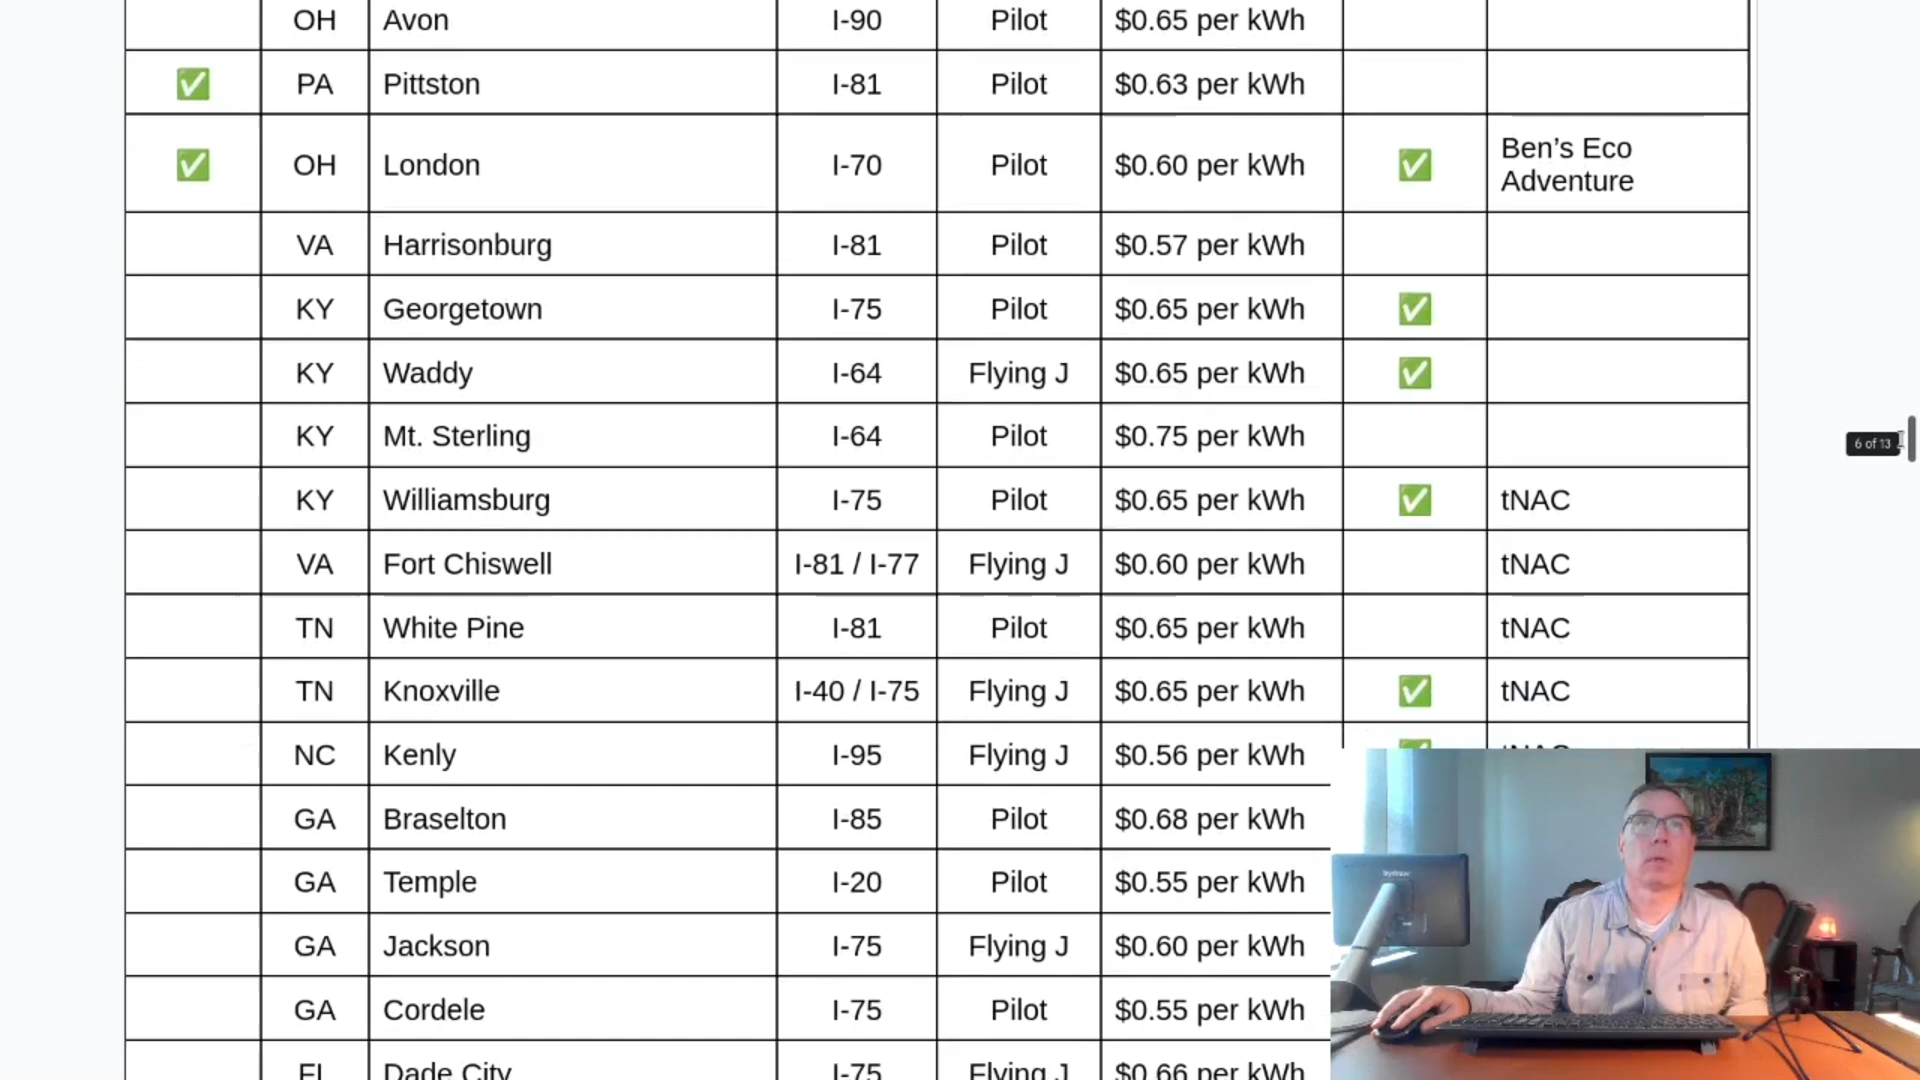 OH Avon I-90 Pilot $0.65 per kWh
✅ PA Pittston I-81 Pilot $0.63 per kWh
✅ OH London I-70 Pilot $0.60 per kWh ✅ Ben’s Eco
Adventure
VA Harrisonburg I-81 Pilot $0.57 per kWh
KY Georgetown I-75 Pilot $0.65 per kWh ✅
KY Waddy I-64 Flying J $0.65 per kWh ✅
KY Mt. Sterling I-64 Pilot $0.75 per kWh
6 of 13
KY Williamsburg I-75 Pilot $0.65 per kWh ✅ tNAC
VA Fort Chiswell I-81 / I-77 Flying J $0.60 per kWh tNAC
TN White Pine I-81 Pilot $0.65 per kWh tNAC
TN Knoxville I-40 / I-75 Flying J $0.65 per kWh ✅ tNAC
NC Kenly I-95 Flying J $0.56 per kWh ✅ tNAC
GA Braselton I-85 Pilot $0.68 per kWh
GA Temple I-20 Pilot $0.55 per kWh
GA Jackson I-75 Flying J $0.60 per kWh
GA Cordele I-75 Pilot $0.55 per kWh
FL Dade City I-75 Flying J $0.66 per kWh